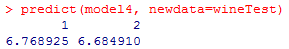 > predict(model4, newdata=wineTest)
1 2
6.768925 6.684910